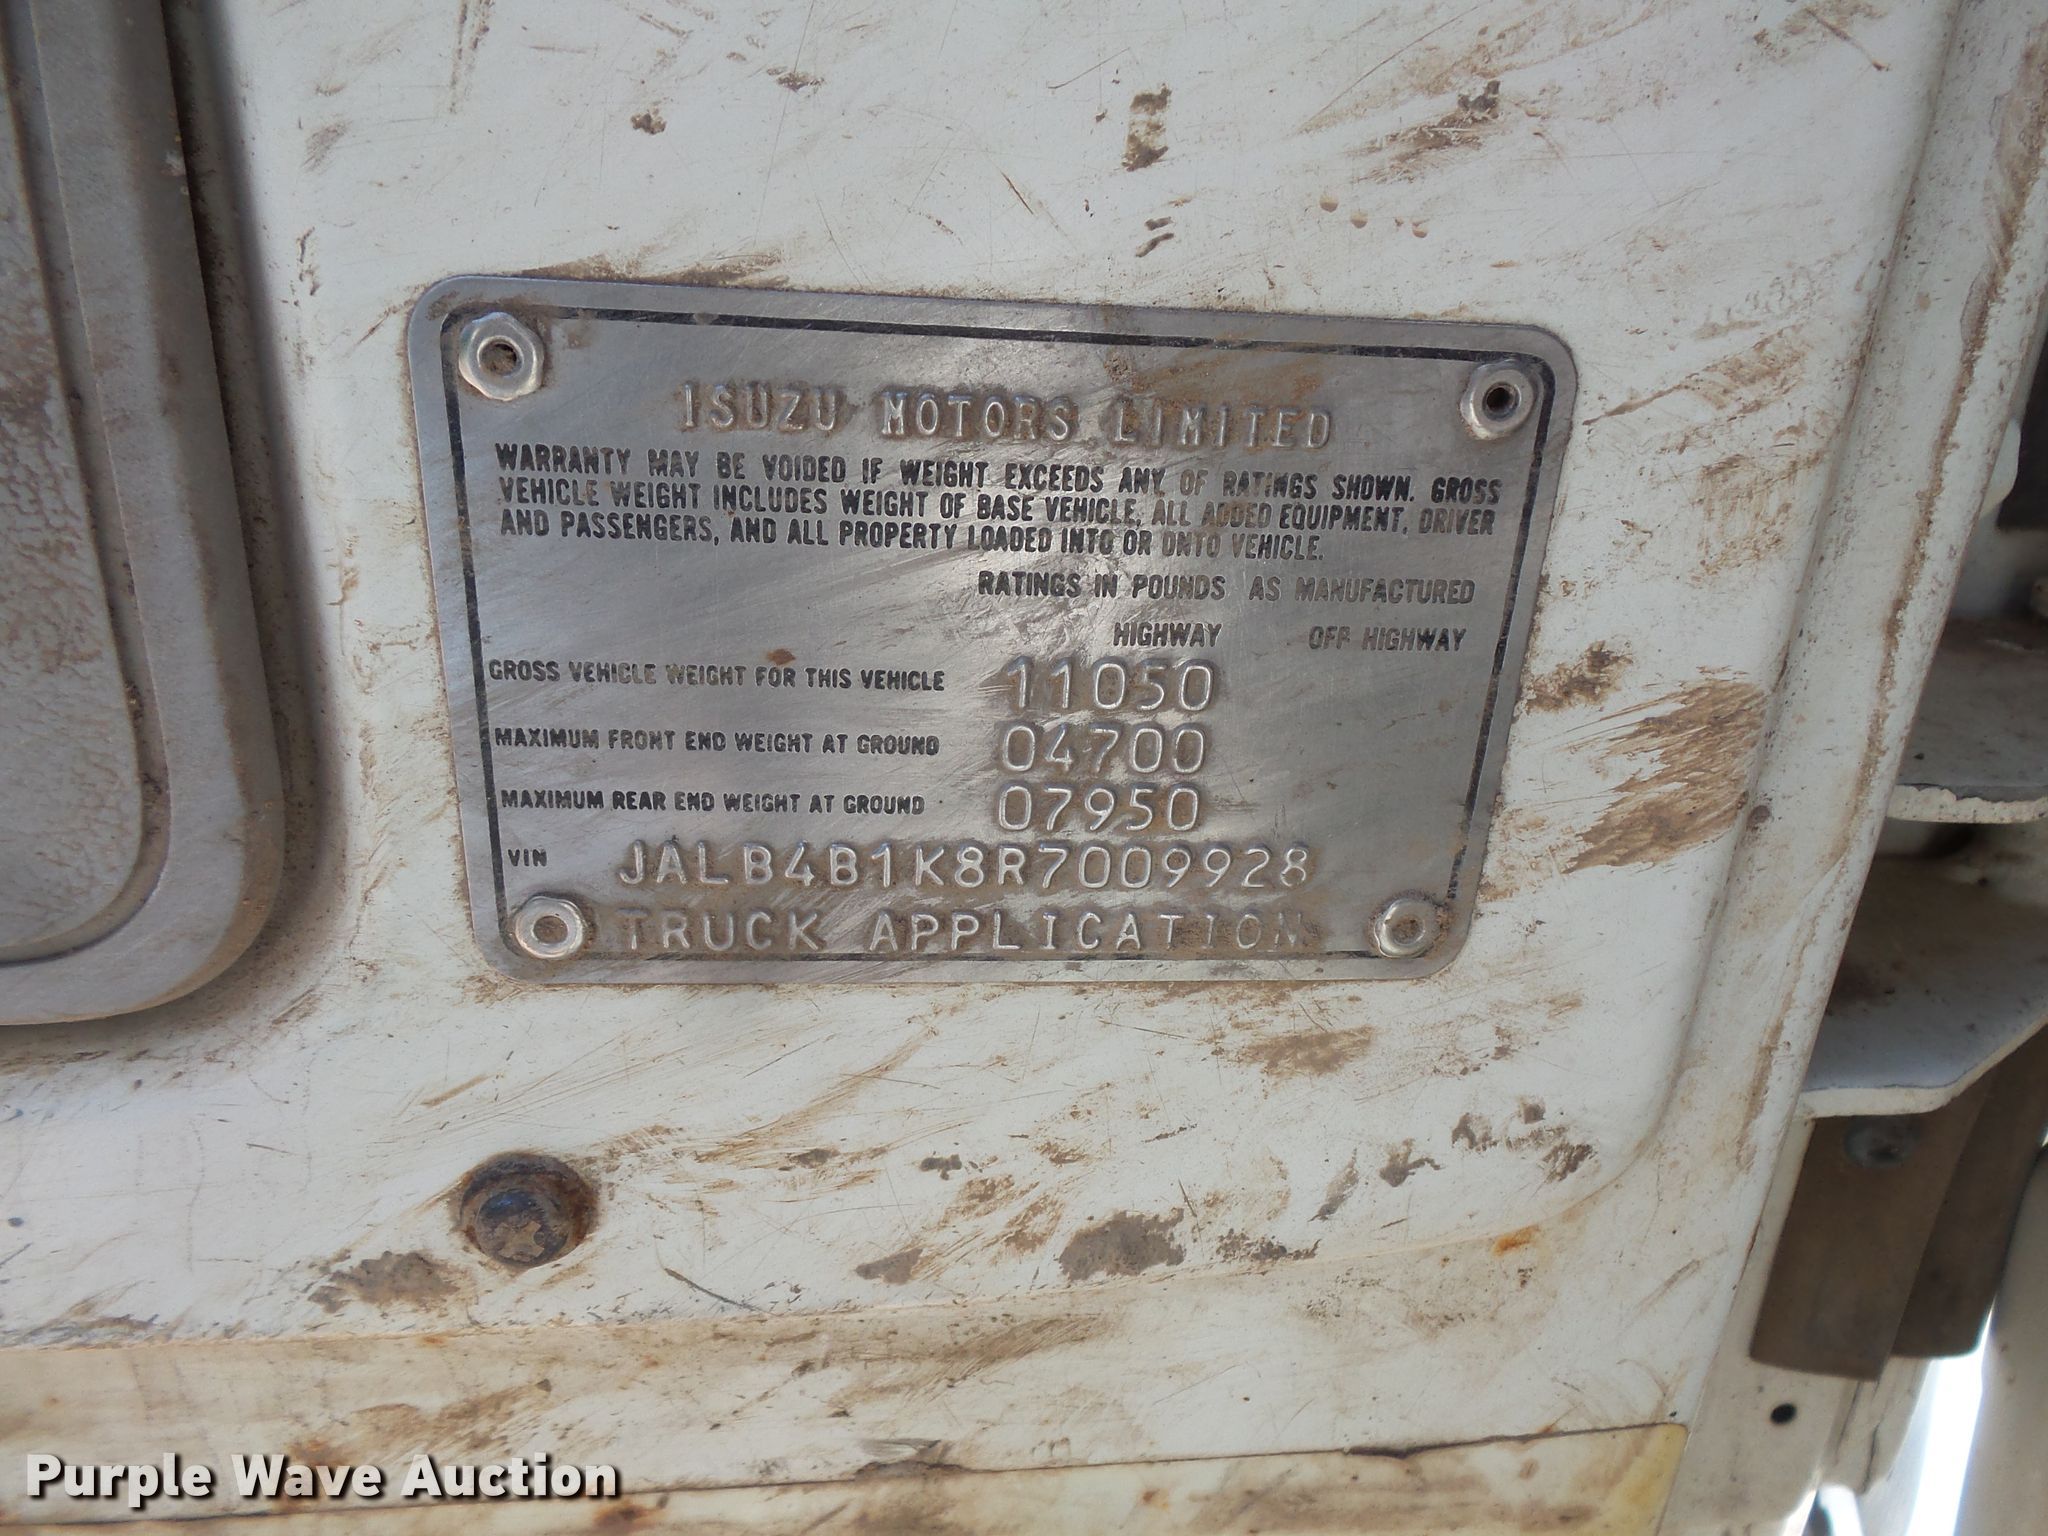 ISUZU MOTORS LIMITED
WARRANTY MAY BE VOIDED IF WEIGHT EXCEEDS ANY OF RATINGS SHOWN. GROSS
VEHICLE WEIGHT INCLUDES WEIGHT OF BASE VEHICLE, ALL ADDED EQUIPMENT, DRIVER
AND PASSENGERS, AND ALL PROPERTY LOADED INTO OR ONTO VEHICLE.
RATINGS IN POUNDS AS MANUFACTURED
HIGHWAY OFF HIGHWAY
GROSS VEHICLE WEIGHT FOR THIS VEHICLE 11050
MAXIMUM FRONT END WEIGHT AT GROUND 04700
MAXIMUM REAR END WEIGHT AT GROUND 07950
VIN JALB4B1K8R7009928
TRUCK APPLICATION
Purple Wave Auction